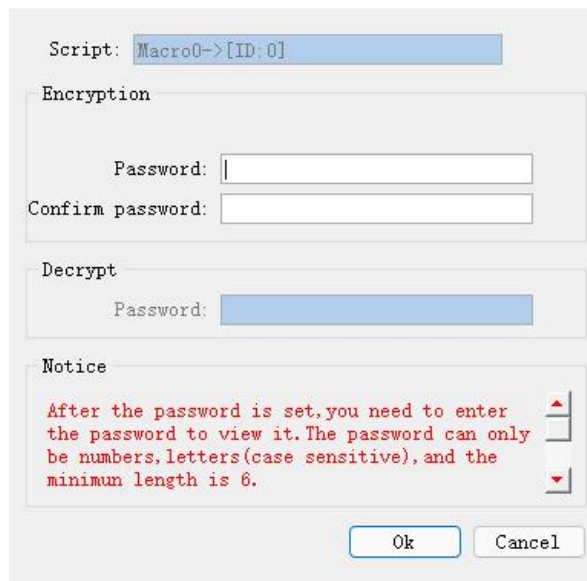 Script: Macro0->[ID:0]
Encryption
Password:
Confirm password:
Decrypt
Password:
Notice
After the password is set,you need to enter
the password to view it.The password can only
be numbers,letters(case sensitive),and the
minimun length is 6.
Ok Cancel